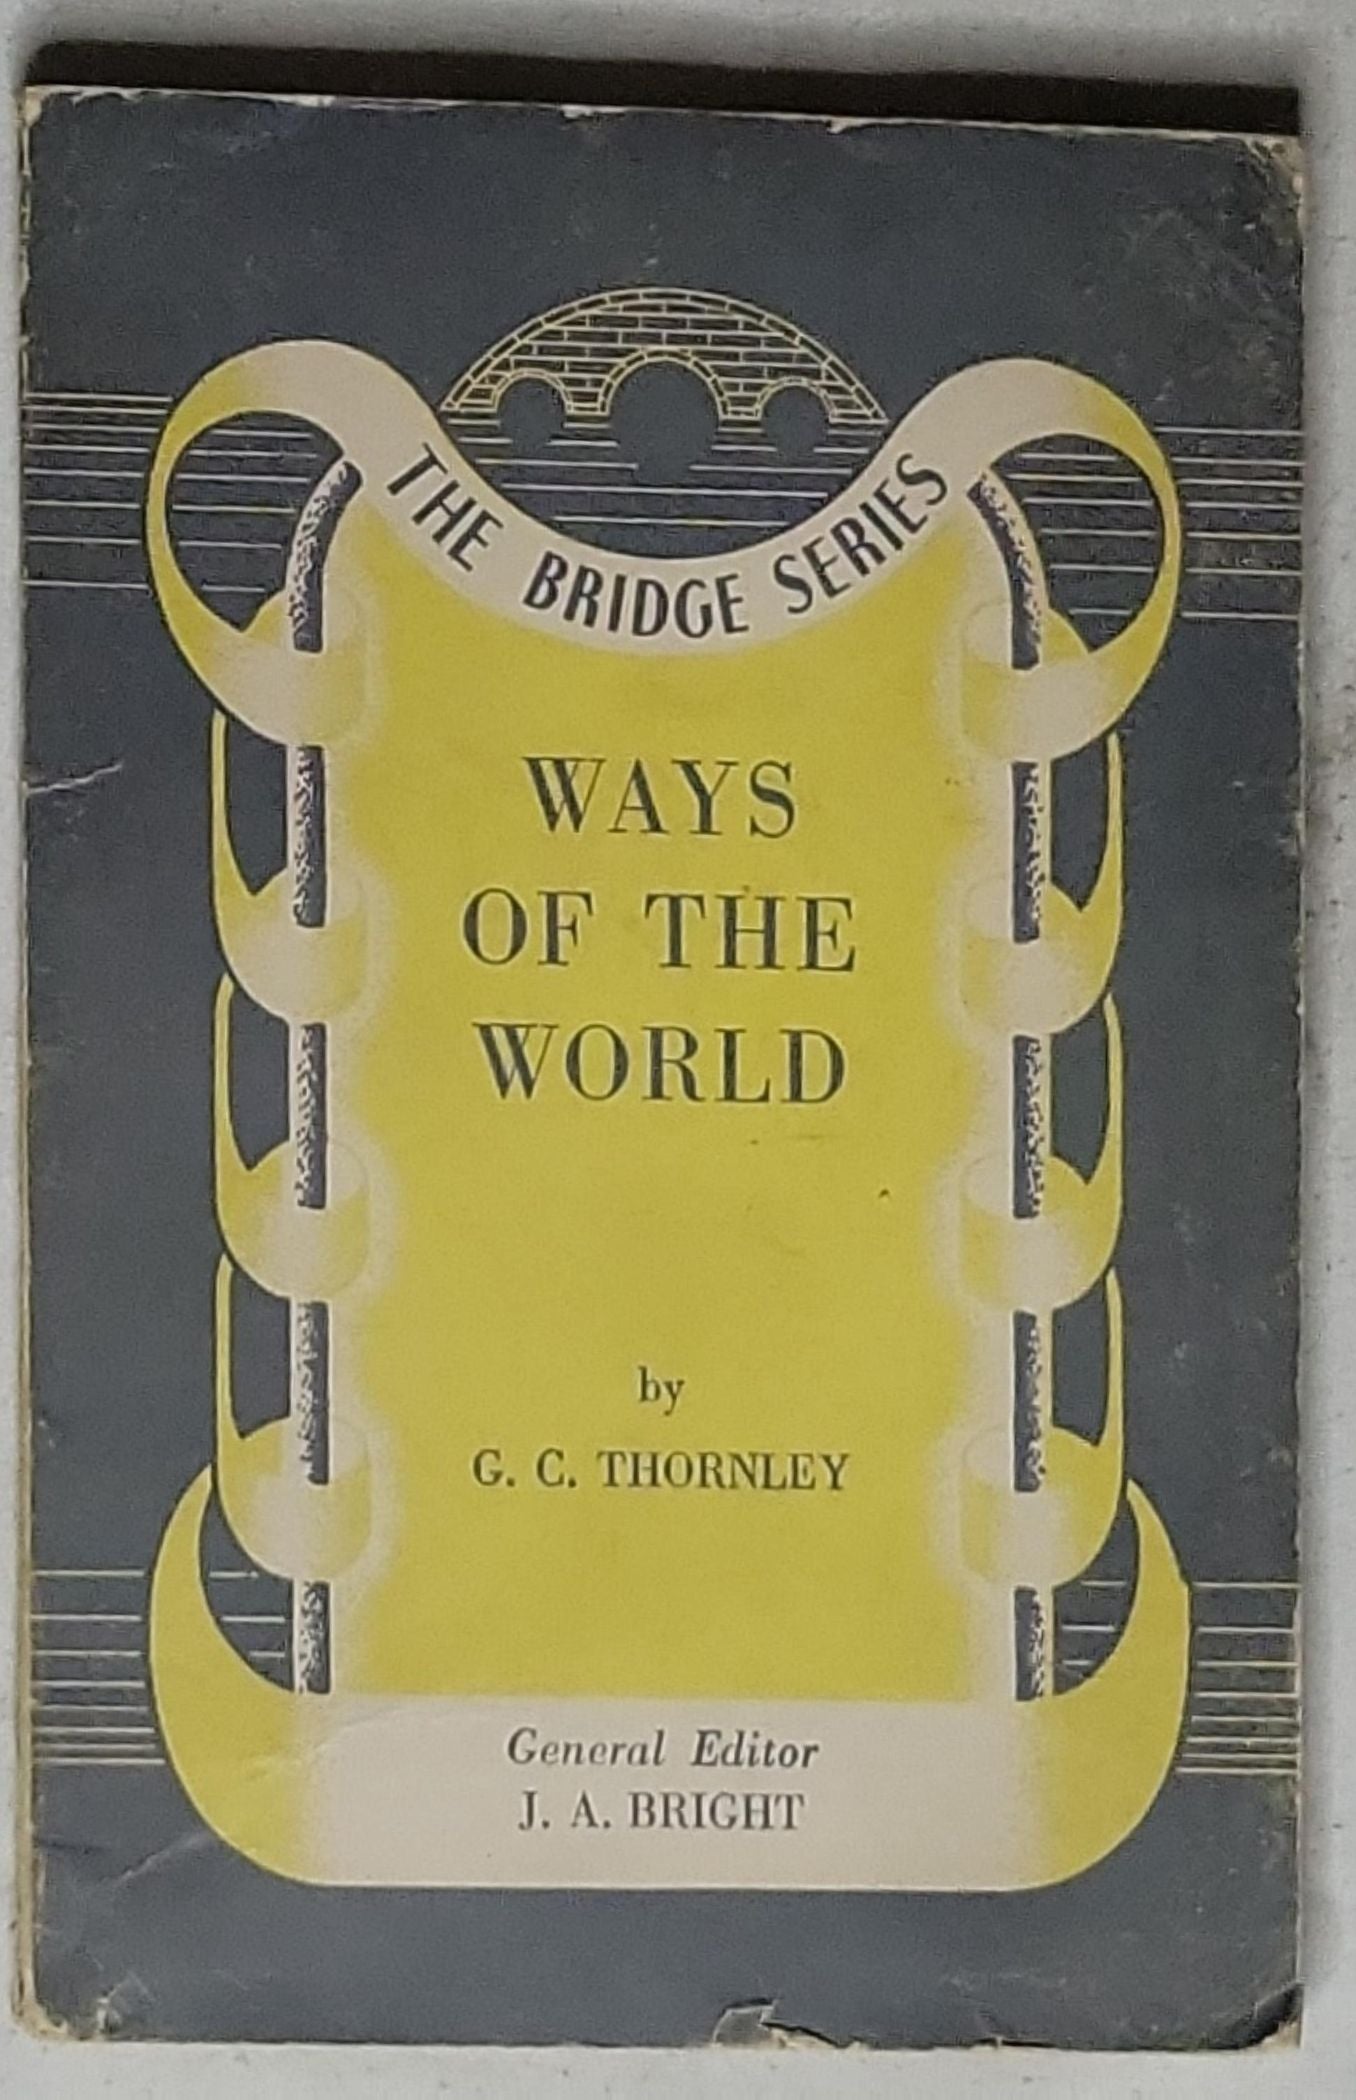 THE BRIDGE SERIES
WAYS
OF THE
WORLD
by
G. C. THORNLEY
General Editor
J. A. BRIGHT